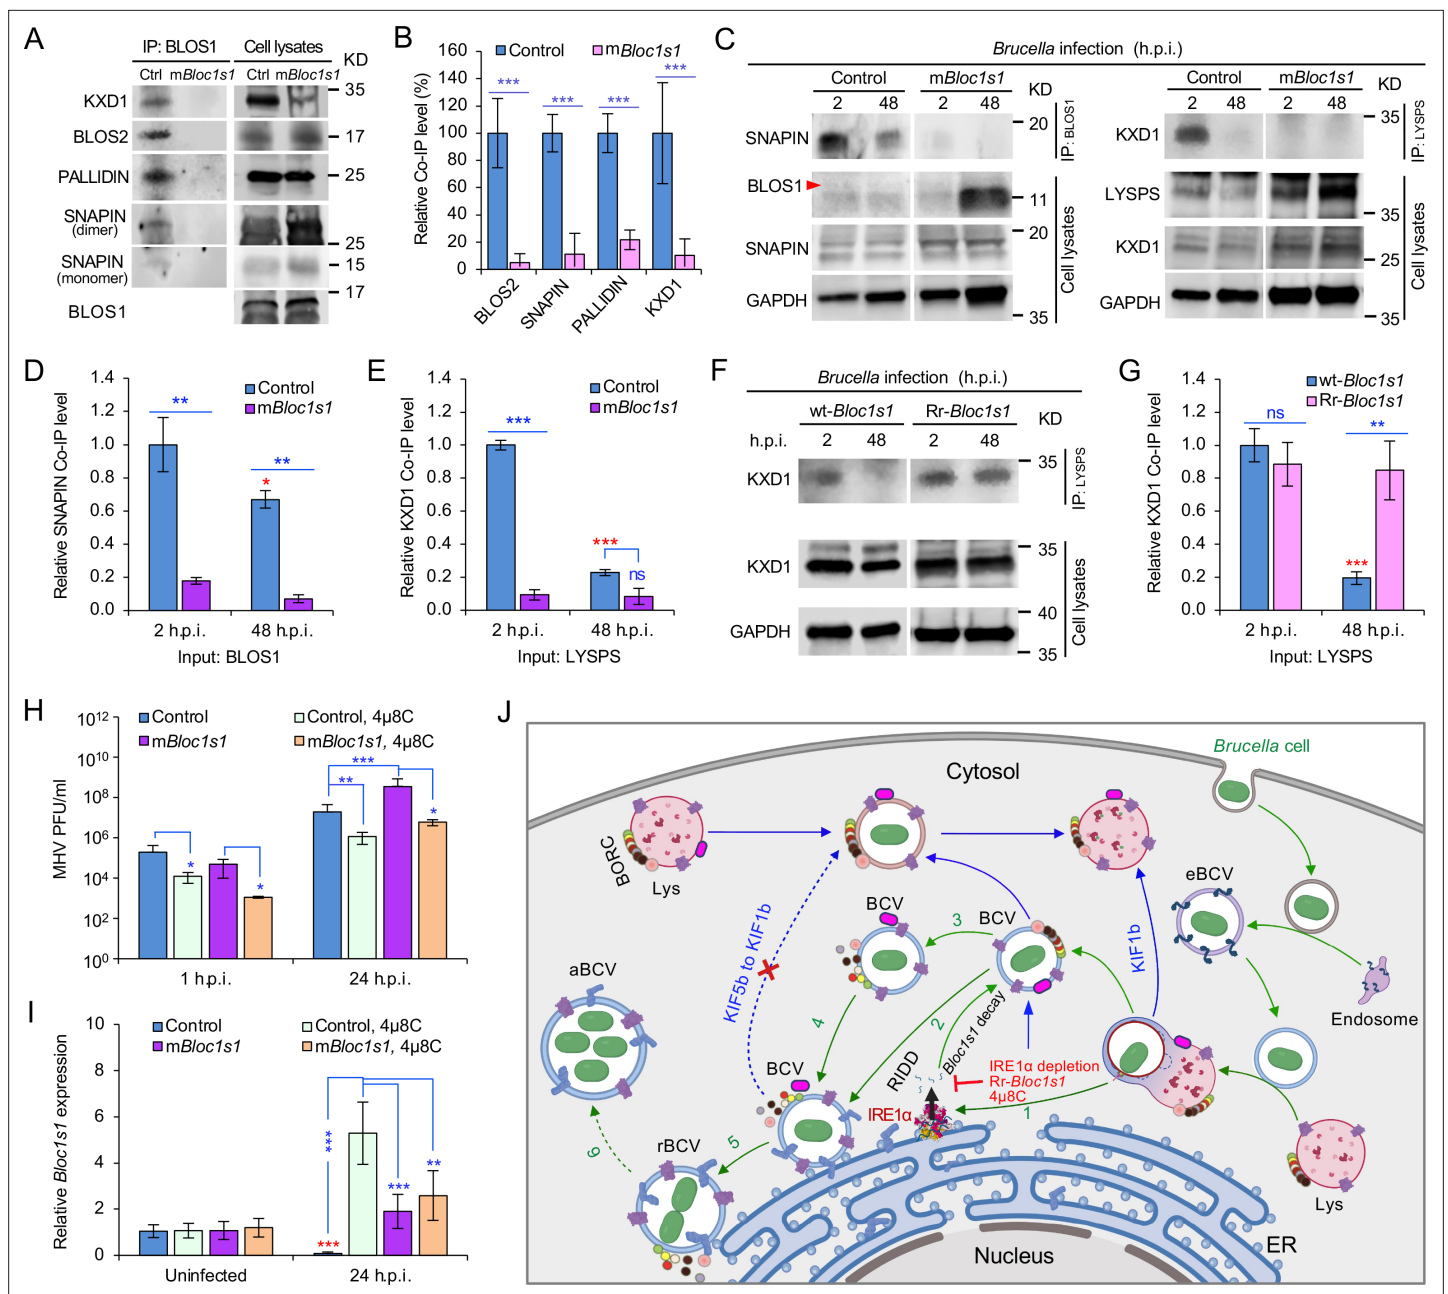 A
IP: BLOS1
Cell lysates
Ctrl mBloc1s1 Ctrl mBloc1s1
KD
KXD1
35
BLOS2
17
PALLIDIN
25
SNAPIN
(dimer)
25
SNAPIN
(monomer)
15
17
BLOS1
B
Control
mBloc1s1
Relative Co-IP level (%)
160
140
120
100
80
60
40
20
0
***
***
***
***
BLOS2
SNAPIN
PALLIDIN
KXD1
C
Brucella infection (h.p.i.)
Control
mBloc1s1
KD
2 48 2 48
SNAPIN
20
IP: BLOS1
BLOS1
11
SNAPIN
20
GAPDH
35
Cell lysates
Control
mBloc1s1
KD
2 48 2 48
KXD1
35
IP: LYSPS
LYSPS
35
KXD1
25
GAPDH
35
Cell lysates
D
Control
mBloc1s1
Relative SNAPIN Co-IP level
1.4
1.2
1.0
0.8
0.6
0.4
0.2
0.0
**
**
*
2 h.p.i.
48 h.p.i.
Input: BLOS1
E
Control
mBloc1s1
Relative KXD1 Co-IP level
1.4
1.2
1.0
0.8
0.6
0.4
0.2
0.0
***
***
ns
2 h.p.i.
48 h.p.i.
Input: LYSPS
F
Brucella infection (h.p.i.)
wt-Bloc1s1
Rr-Bloc1s1
KD
h.p.i. 2 48 2 48
KXD1
35
IP: LYSPS
KXD1
35
GAPDH
40
35
Cell lysates
G
wt-Bloc1s1
Rr-Bloc1s1
Relative KXD1 Co-IP level
1.4
1.2
1.0
0.8
0.6
0.4
0.2
0.0
ns
**
***
2 h.p.i.
48 h.p.i.
Input: LYSPS
H
Control
Control, 4µ8C
mBloc1s1
mBloc1s1, 4µ8C
MHV PFU/ml
10¹²
10¹⁰
10⁸
10⁶
10⁴
10²
10⁰
*
*
***
**
*
1 h.p.i.
24 h.p.i.
I
Control
Control, 4µ8C
mBloc1s1
mBloc1s1, 4µ8C
Relative Bloc1s1 expression
10
8
6
4
2
0
***
***
***
**
Uninfected
24 h.p.i.
J
Brucella cell
Cytosol
BORC
Lys
eBCV
BCV
BCV
3
KIF1b
KIF5b to KIF1b
aBCV
Endosome
4
2
Bloc1s1 decay
RIDD
IRE1α depletion
Rr-Bloc1s1
4µ8C
BCV
IRE1α
1
rBCV
5
6
Lys
ER
Nucleus